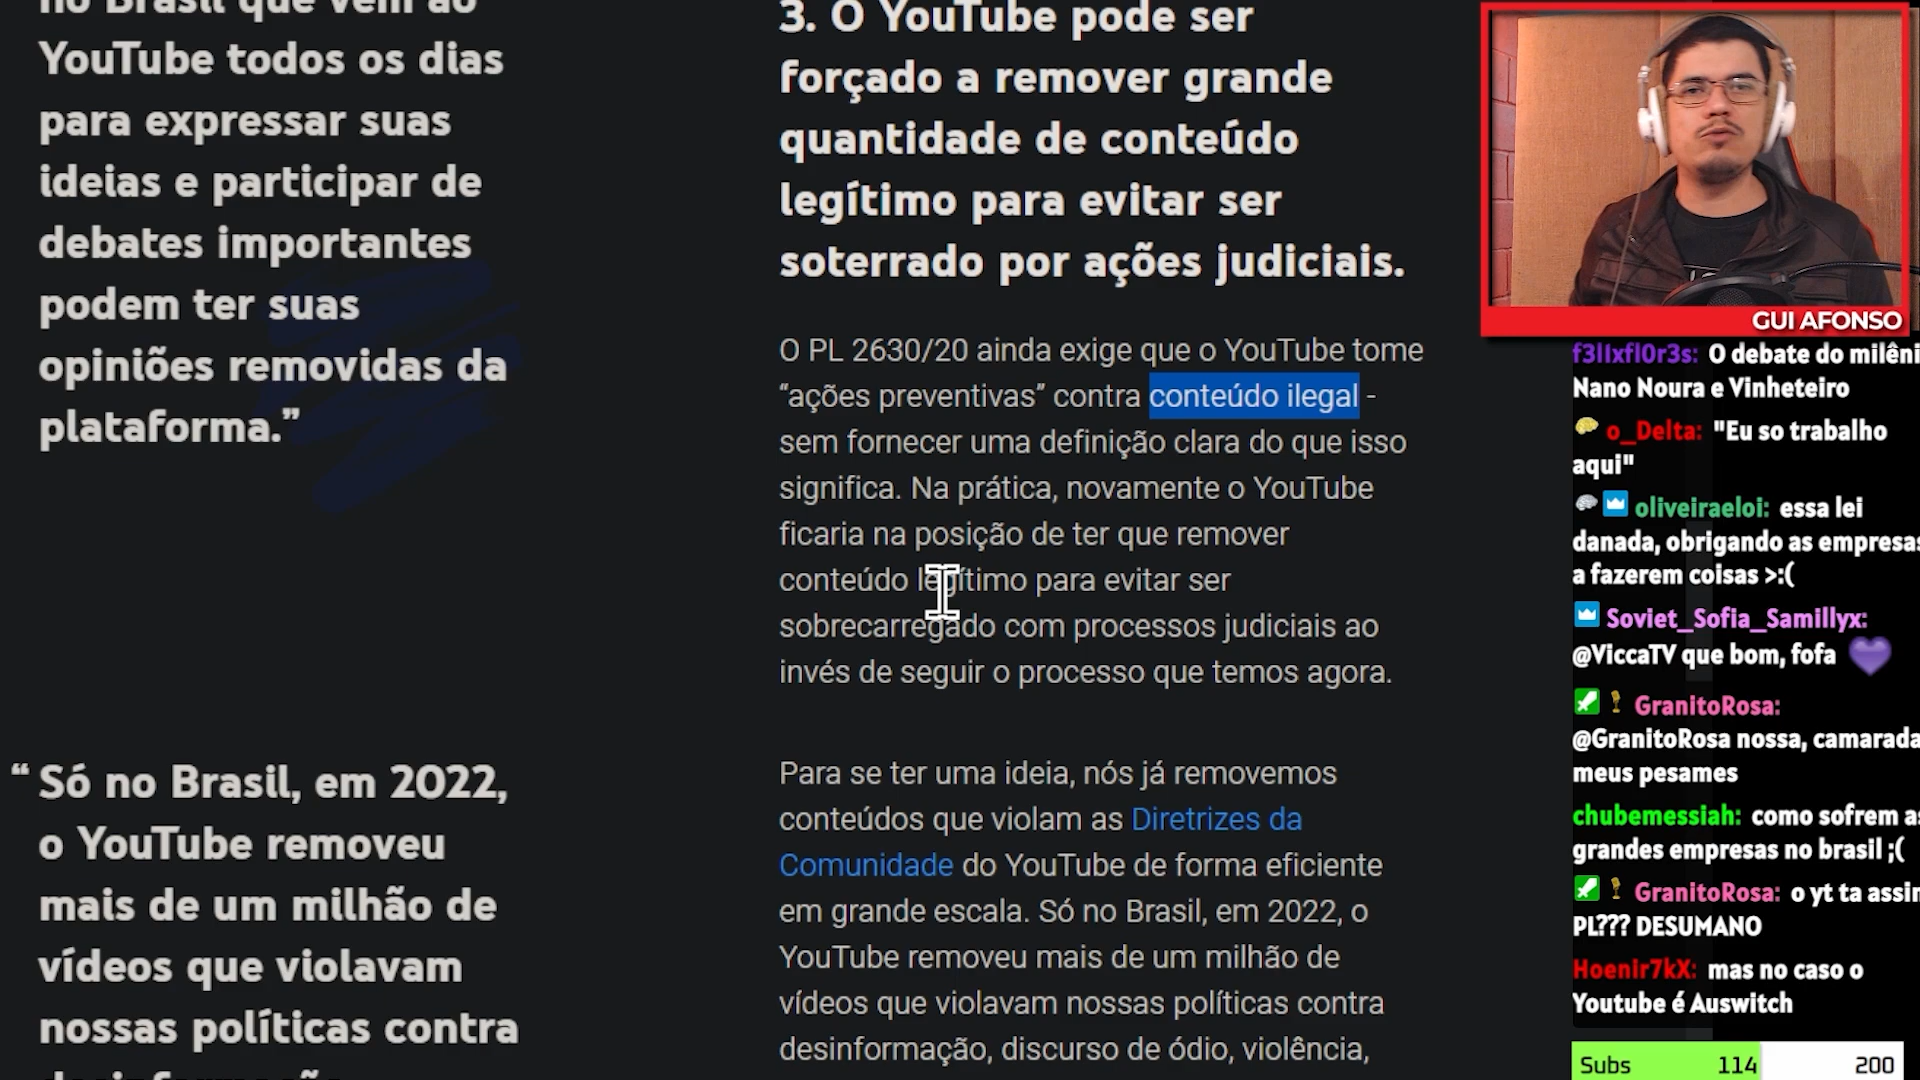 no Brasil que vêm ao
YouTube todos os dias
para expressar suas
ideias e participar de
debates importantes
podem ter suas
opiniões removidas da
plataforma.”
“ Só no Brasil, em 2022,
o YouTube removeu
mais de um milhão de
vídeos que violavam
nossas políticas contra
3. O YouTube pode ser
forçado a remover grande
quantidade de conteúdo
legítimo para evitar ser
soterrado por ações judiciais.
O PL 2630/20 ainda exige que o YouTube tome
“ações preventivas” contra conteúdo ilegal -
sem fornecer uma definição clara do que isso
significa. Na prática, novamente o YouTube
ficaria na posição de ter que remover
conteúdo legítimo para evitar ser
sobrecarregado com processos judiciais ao
invés de seguir o processo que temos agora.
Para se ter uma ideia, nós já removemos
conteúdos que violam as Diretrizes da
Comunidade do YouTube de forma eficiente
em grande escala. Só no Brasil, em 2022, o
YouTube removeu mais de um milhão de
vídeos que violavam nossas políticas contra
desinformação, discurso de ódio, violência,
GUI AFONSO
f3lIxfl0r3s: O debate do milêni
Nano Noura e Vinheteiro
o_Delta: "Eu so trabalho
aqui"
oliveiraeloi: essa lei
danada, obrigando as empresas
a fazerem coisas >:(
Soviet_Sofia_Samillyx:
@ViccaTV que bom, fofa
GranitoRosa:
@GranitoRosa nossa, camarada
meus pesames
chubemessiah: como sofrem as
grandes empresas no brasil ;(
GranitoRosa: o yt ta assin
PL??? DESUMANO
Hoenir7kX: mas no caso o
Youtube é Auswitch
Subs 114 200